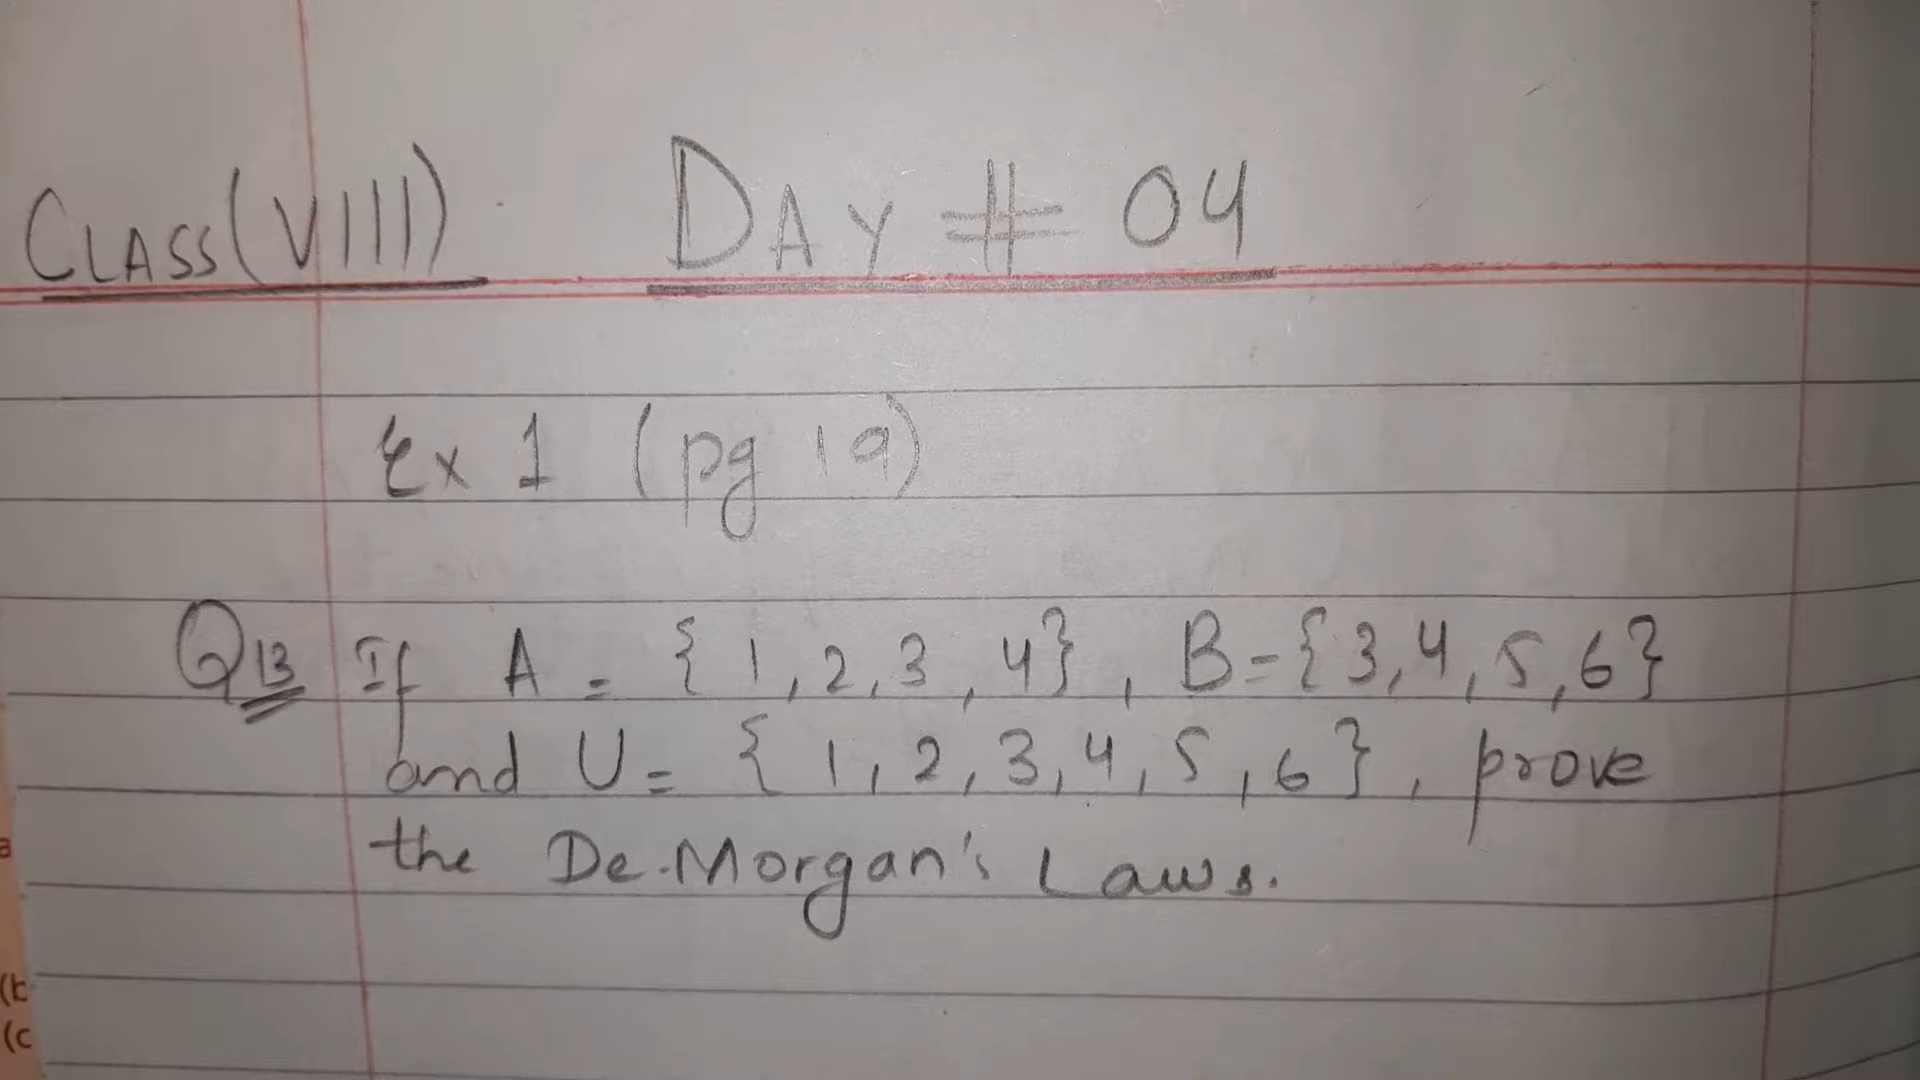 CLASS(VIII) DAY # 04
Ex 1 (pg 19)
Q13 If A = { 1, 2, 3, 4} , B={3,4,5,6}
and U= { 1, 2, 3, 4, 5, 6} , prove
the De-Morgan's Laws.
a
(b
(c